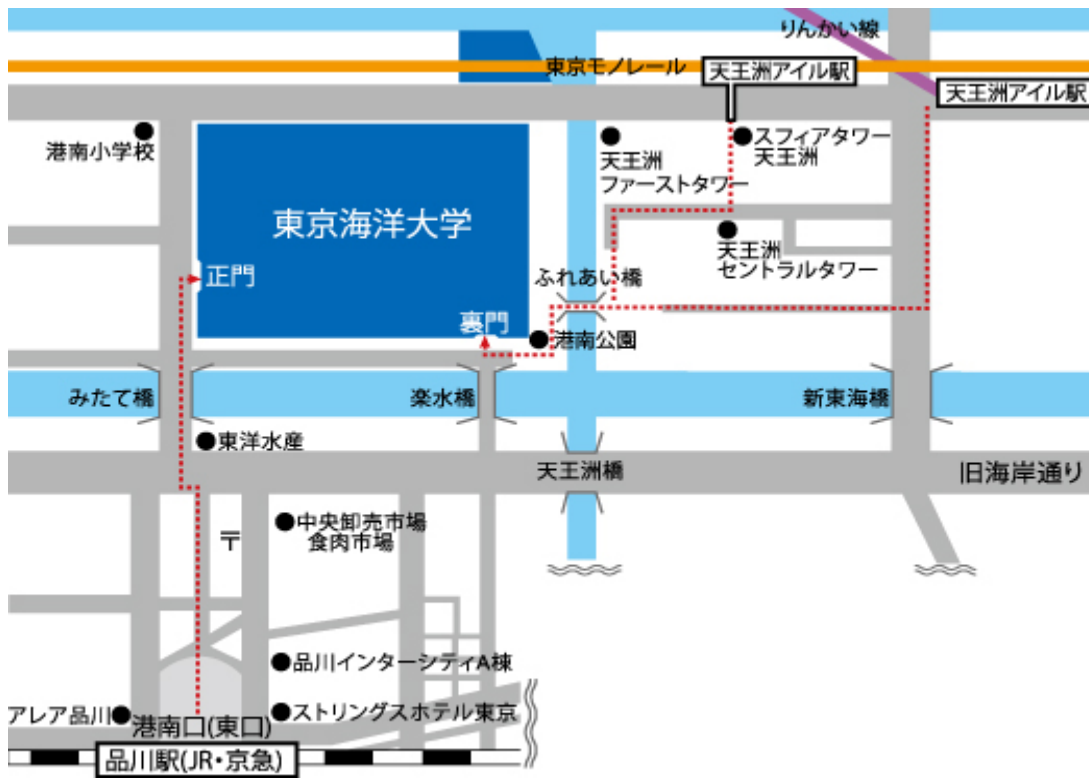 りんかい線
東京モノレール
天王洲アイル駅
天王洲アイル駅
港南小学校
スフィアタワー
天王洲
天王洲
ファーストタワー
東京海洋大学
天王洲
セントラルタワー
正門
ふれあい橋
裏門
港南公園
みたて橋
楽水橋
新東海橋
東洋水産
天王洲橋
旧海岸通り
中央卸売市場
食肉市場
〒
品川インターシティA棟
アレア品川
港南口(東口)
ストリングスホテル東京
品川駅(JR・京急)